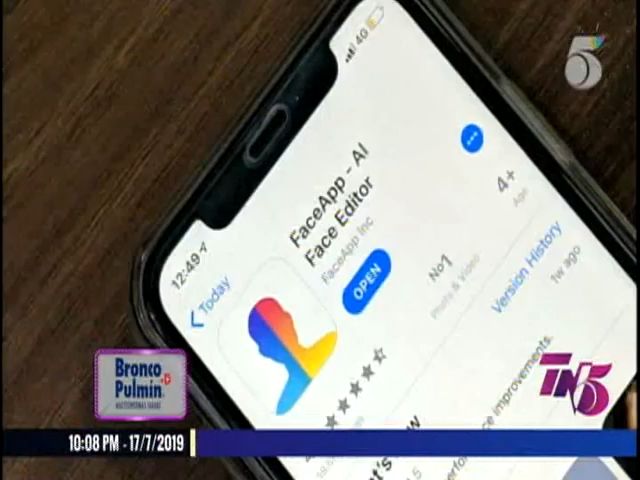 5
4G
12:49
Today
FaceApp - AI
Face Editor
FaceApp Inc
OPEN
4+
Age
No1
Photo & Video
Version History
1w ago
improvements.
Bronco
Pulmin
TN5
10:08 PM - 17/7/2019